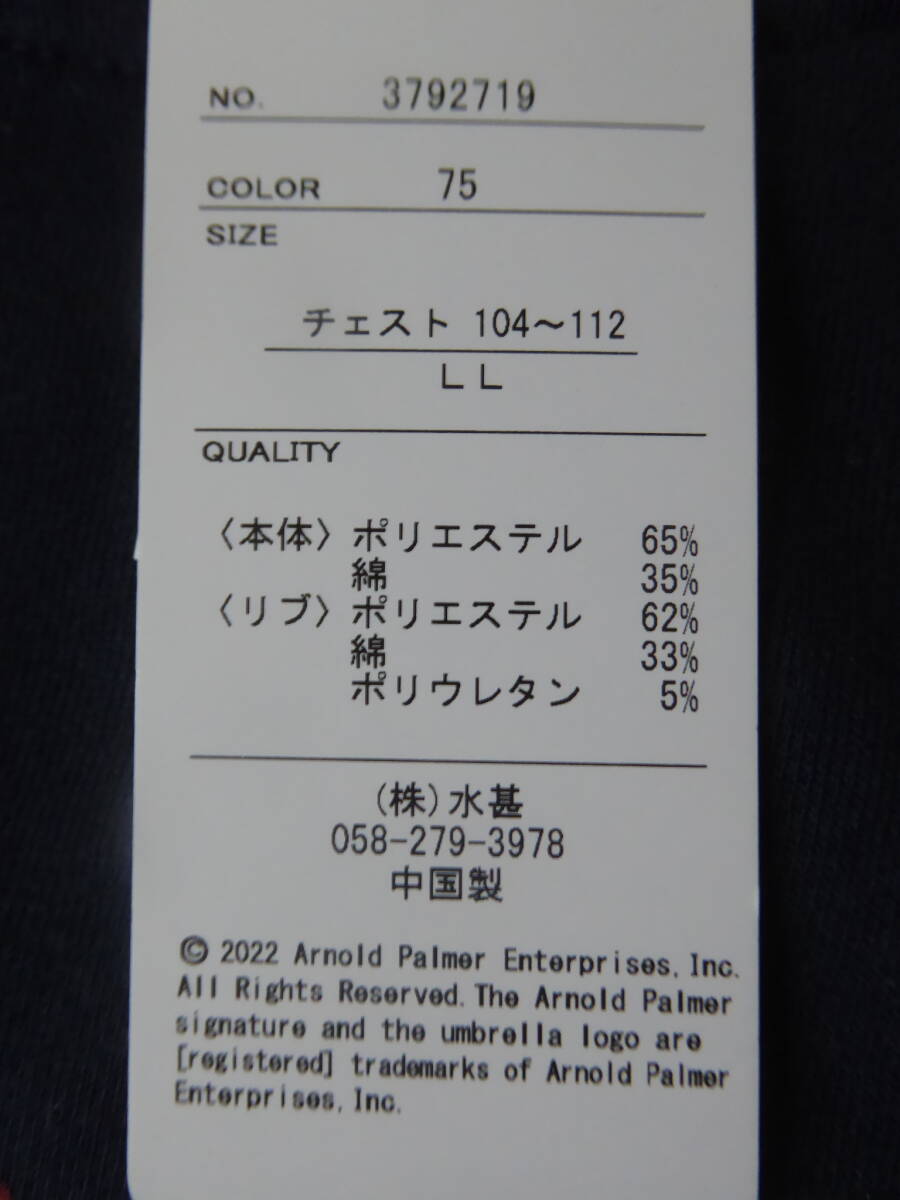 NO. 3792719
COLOR 75
SIZE
チェスト 104～112
LL
QUALITY
〈本体〉ポリエステル 65%
綿 35%
〈リブ〉ポリエステル 62%
綿 33%
ポリウレタン 5%
(株)水甚
058-279-3978
中国製
© 2022 Arnold Palmer Enterprises, Inc.
All Rights Reserved. The Arnold Palmer
signature and the umbrella logo are
[registered] trademarks of Arnold Palmer
Enterprises, Inc.